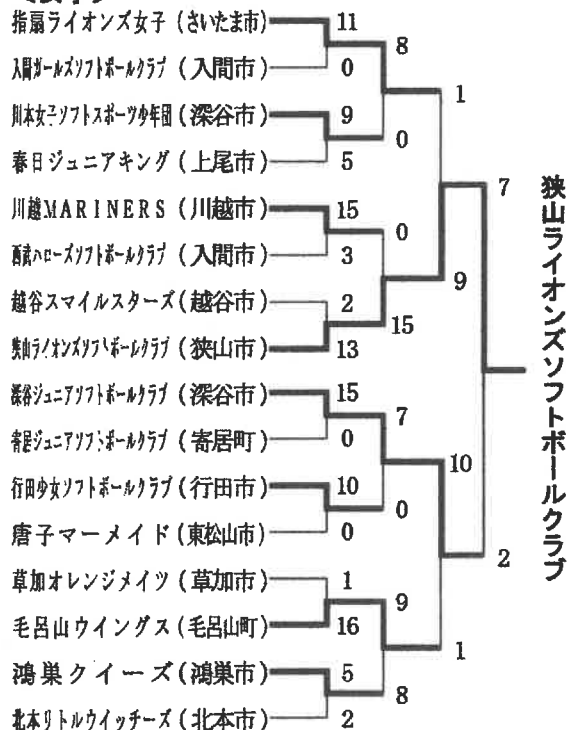 指扇ライオンズ女子（さいたま市） 11
8
入間ガールズソフトボールクラブ（入間市） 0
1
川本女子ソフトスポーツ少年団（深谷市） 9
0
春日ジュニアキング（上尾市） 5
7
川越MARINERS（川越市） 15
0
西武ハローズソフトボールクラブ（入間市） 3
9
越谷スマイルスターズ（越谷市） 2
15
狭山ライオンズソフトボールクラブ（狭山市） 13
深谷ジュニアソフトボールクラブ（深谷市） 15
7
寄居ジュニアソフトボールクラブ（寄居町） 0
10
行田少女ソフトボールクラブ（行田市） 10
0
唐子マーメイド（東松山市） 0
2
草加オレンジメイツ（草加市） 1
9
毛呂山ウイングス（毛呂山町） 16
1
鴻巣クイーズ（鴻巣市） 5
8
北本リトルウイッチーズ（北本市） 2
狭山ライオンズソフトボールクラブ